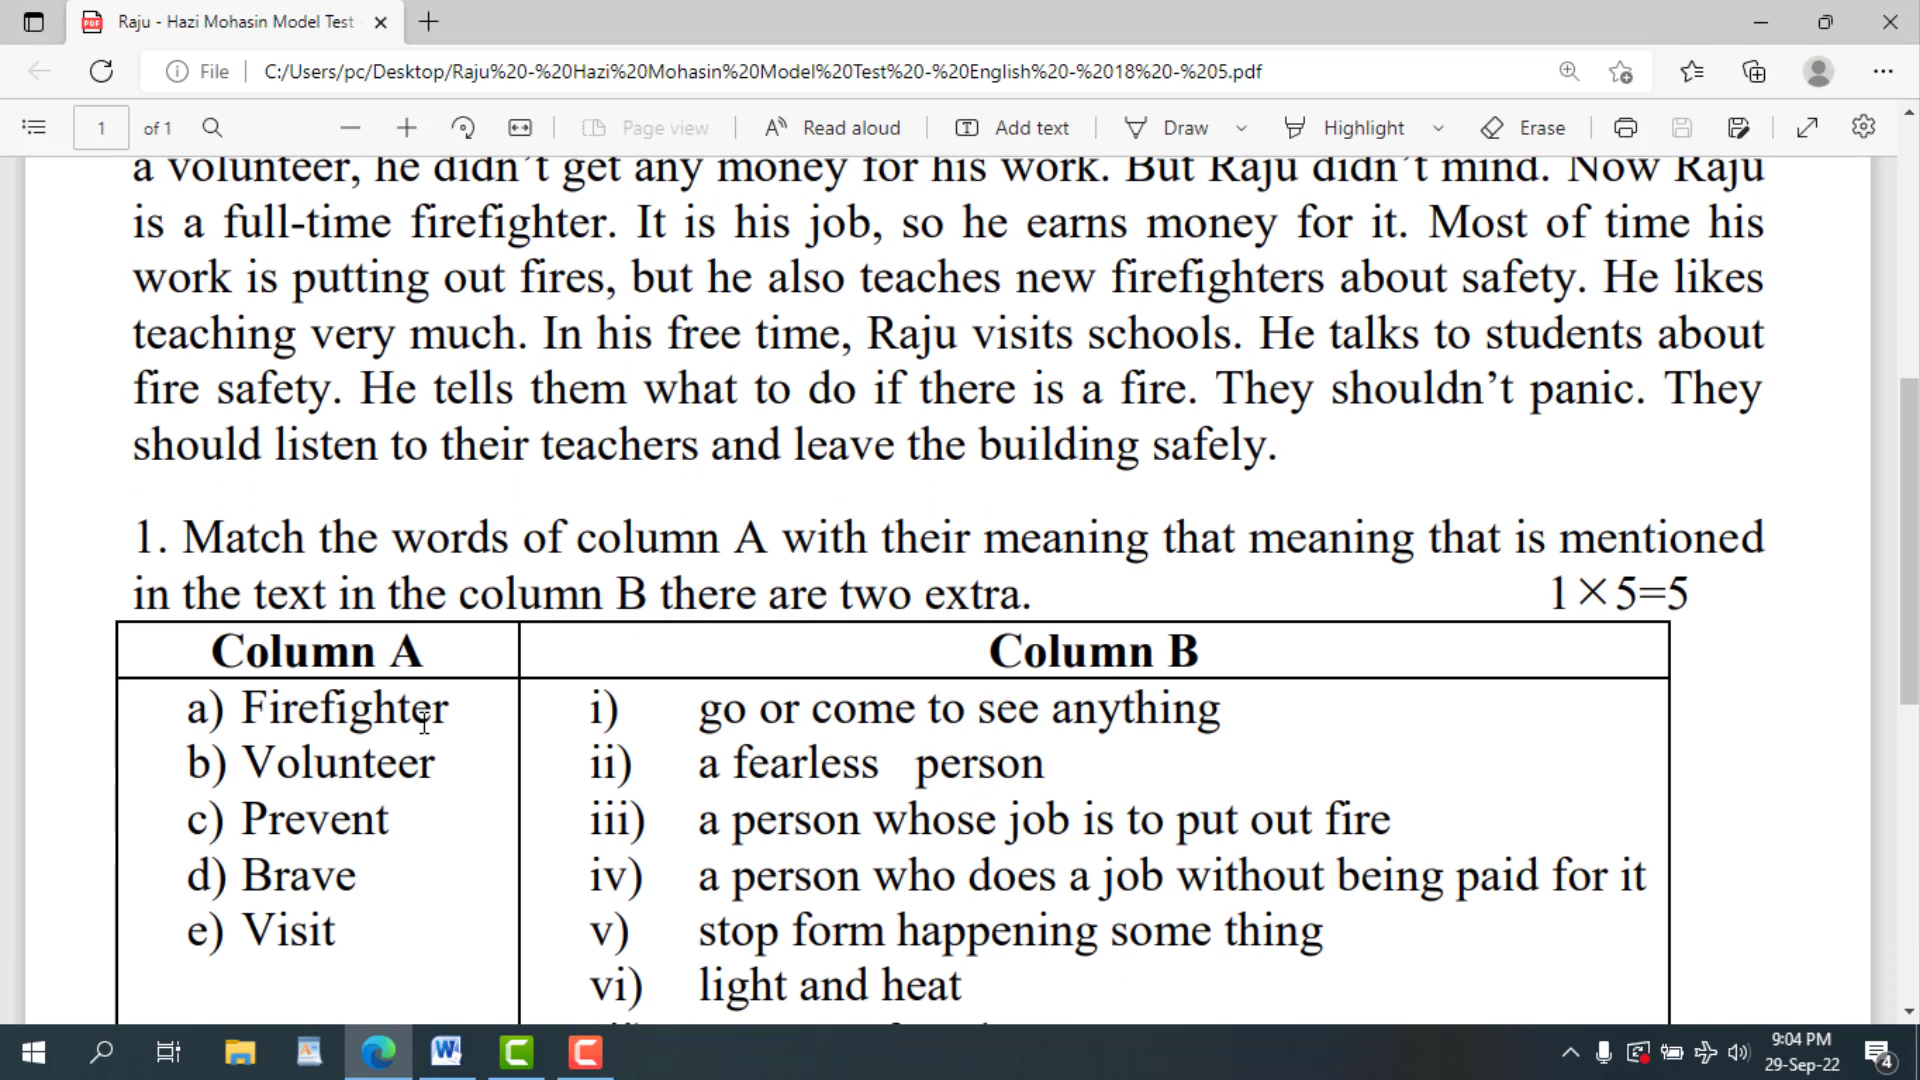 Raju - Hazi Mohasin Model Test
File C:/Users/pc/Desktop/Raju%20-%20Hazi%20Mohasin%20Model%20Test%20-%20English%20-%2018%20-%205.pdf
1 of 1 Page view Read aloud Add text Draw Highlight Erase
a volunteer, he didn't get any money for his work. But Raju didn't mind. Now Raju
is a full-time firefighter. It is his job, so he earns money for it. Most of time his
work is putting out fires, but he also teaches new firefighters about safety. He likes
teaching very much. In his free time, Raju visits schools. He talks to students about
fire safety. He tells them what to do if there is a fire. They shouldn't panic. They
should listen to their teachers and leave the building safely.
1. Match the words of column A with their meaning that meaning that is mentioned
in the text in the column B there are two extra. 1×5=5
Column A Column B
a) Firefighter i) go or come to see anything
b) Volunteer ii) a fearless person
c) Prevent iii) a person whose job is to put out fire
d) Brave iv) a person who does a job without being paid for it
e) Visit v) stop form happening some thing
vi) light and heat
9:04 PM
29-Sep-22
4